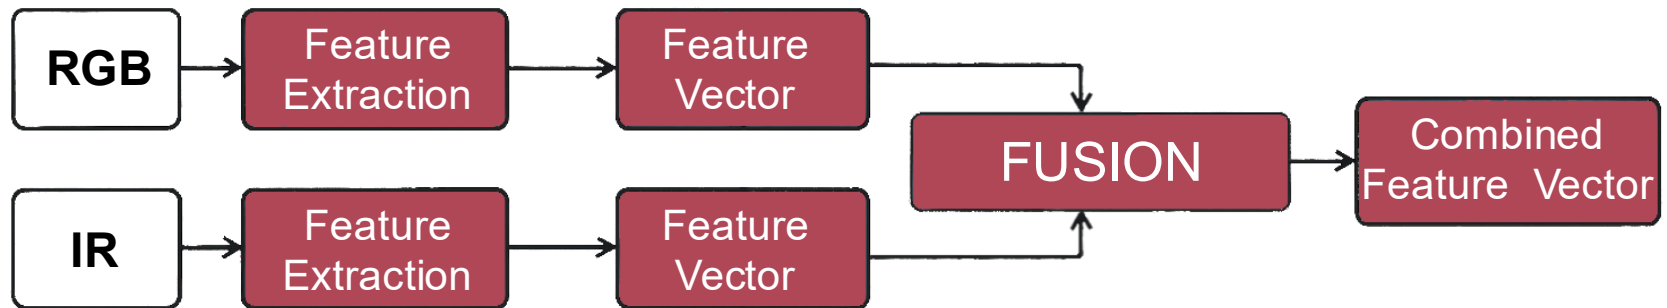 RGB
Feature
Extraction
Feature
Vector
IR
Feature
Extraction
Feature
Vector
FUSION
Combined
Feature Vector